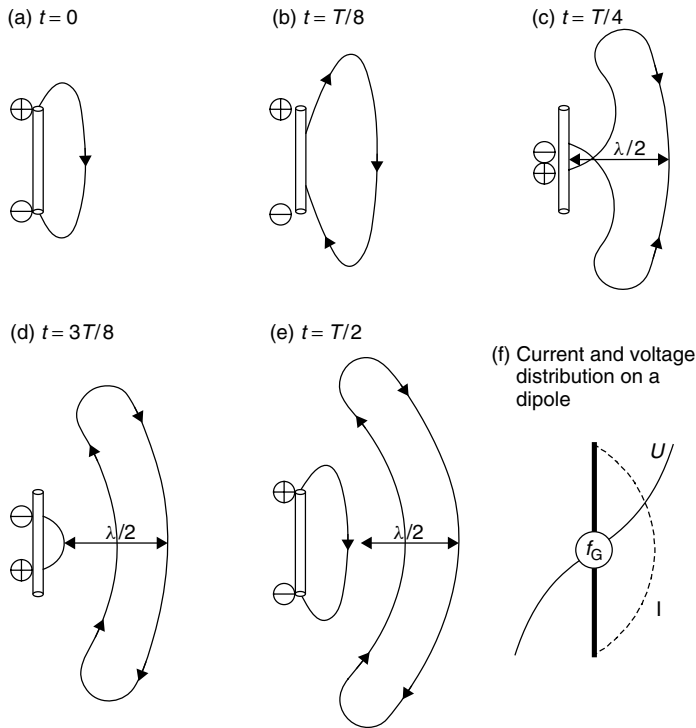 (a) t = 0
(b) t = T/8
(c) t = T/4
λ/2
(d) t = 3T/8
(e) t = T/2
(f) Current and voltage
distribution on a
dipole
λ/2
λ/2
U
f_G
I